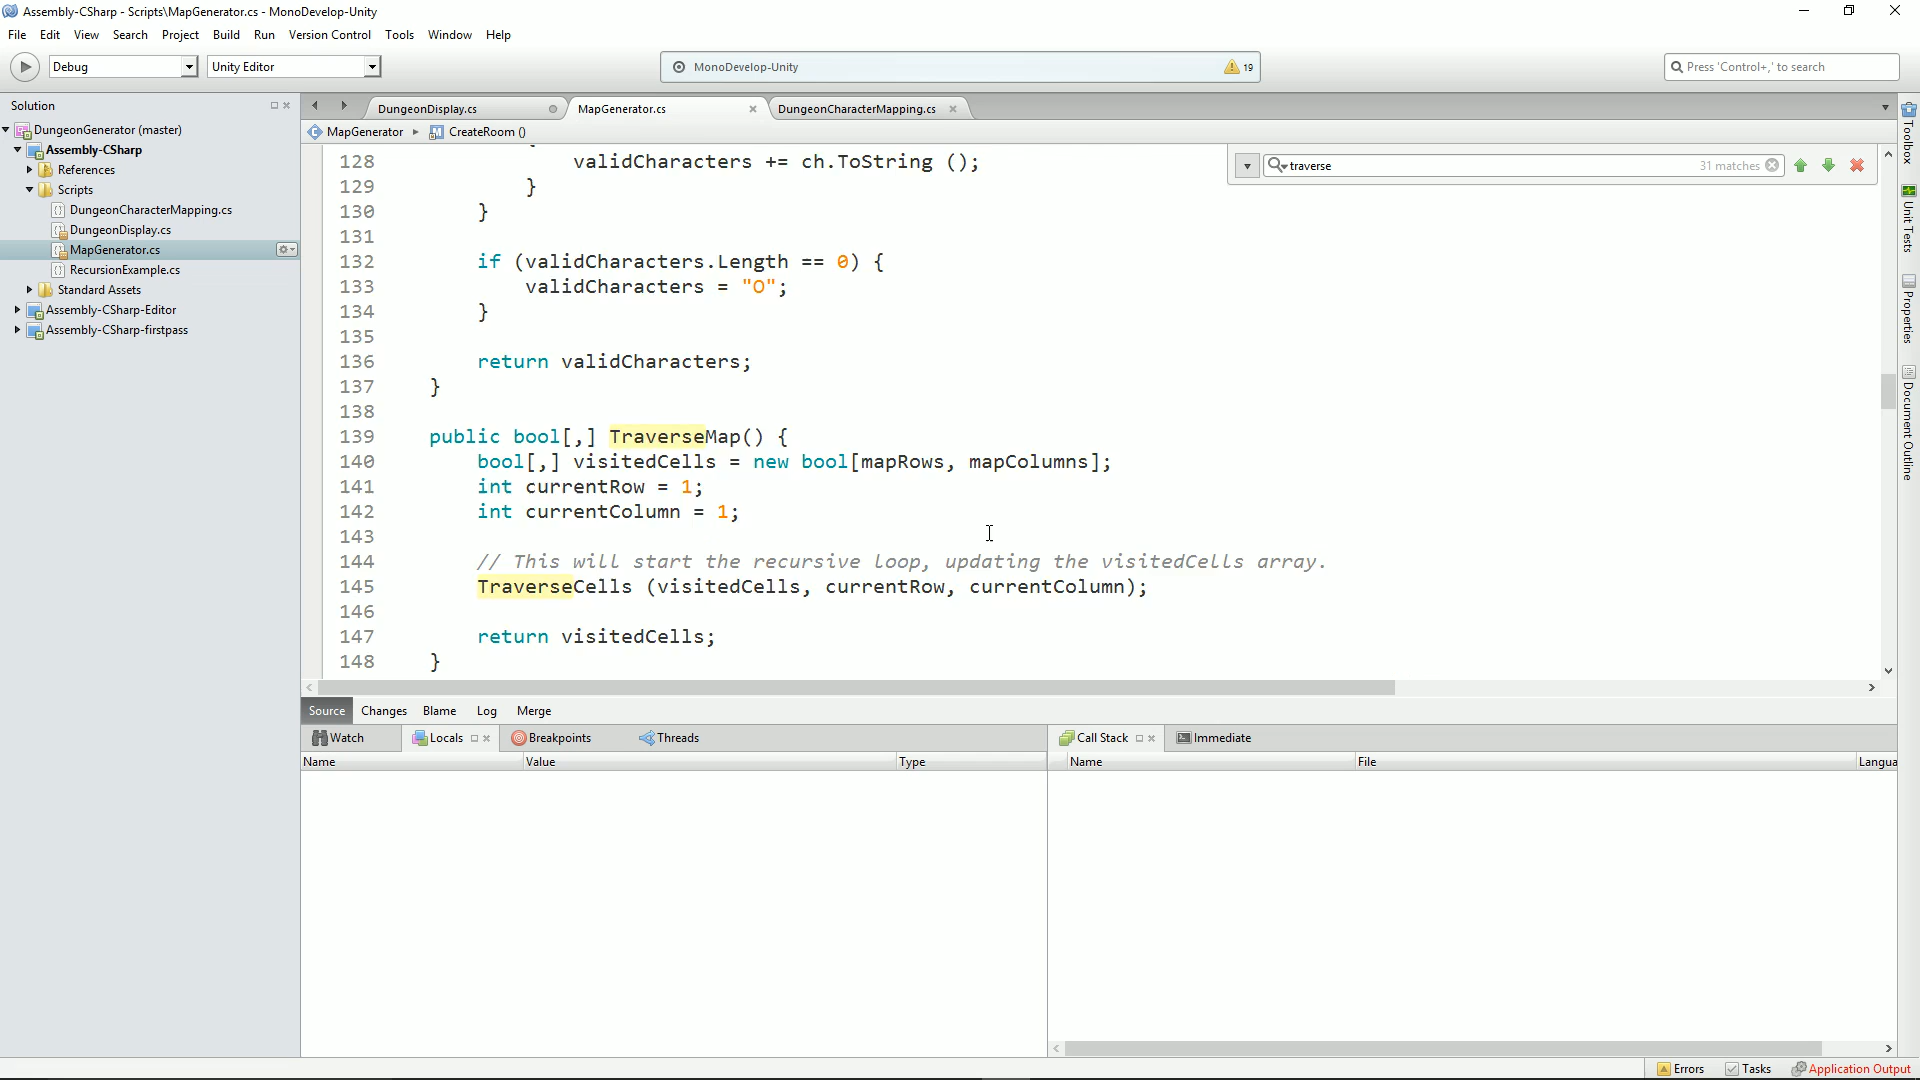 Assembly-CSharp - Scripts\MapGenerator.cs - MonoDevelop-Unity
File Edit View Search Project Build Run Version Control Tools Window Help
Debug Unity Editor MonoDevelop-Unity 19 Press 'Control+,' to search
Solution
DungeonGenerator (master)
Assembly-CSharp
References
Scripts
DungeonCharacterMapping.cs
DungeonDisplay.cs
MapGenerator.cs
RecursionExample.cs
Standard Assets
Assembly-CSharp-Editor
Assembly-CSharp-firstpass
DungeonDisplay.cs MapGenerator.cs DungeonCharacterMapping.cs
MapGenerator CreateRoom ()
traverse 31 matches
128 validCharacters += ch.ToString ();
129 }
130 }
131
132 if (validCharacters.Length == 0) {
133 validCharacters = "O";
134 }
135
136 return validCharacters;
137 }
138
139 public bool[,] TraverseMap() {
140 bool[,] visitedCells = new bool[mapRows, mapColumns];
141 int currentRow = 1;
142 int currentColumn = 1;
143
144 // This will start the recursive loop, updating the visitedCells array.
145 TraverseCells (visitedCells, currentRow, currentColumn);
146
147 return visitedCells;
148 }
Source Changes Blame Log Merge
Watch Locals Breakpoints Threads
Name Value Type
Call Stack Immediate
Name File Langua
Toolbox
Unit Tests
Properties
Document Outline
Errors Tasks Application Output